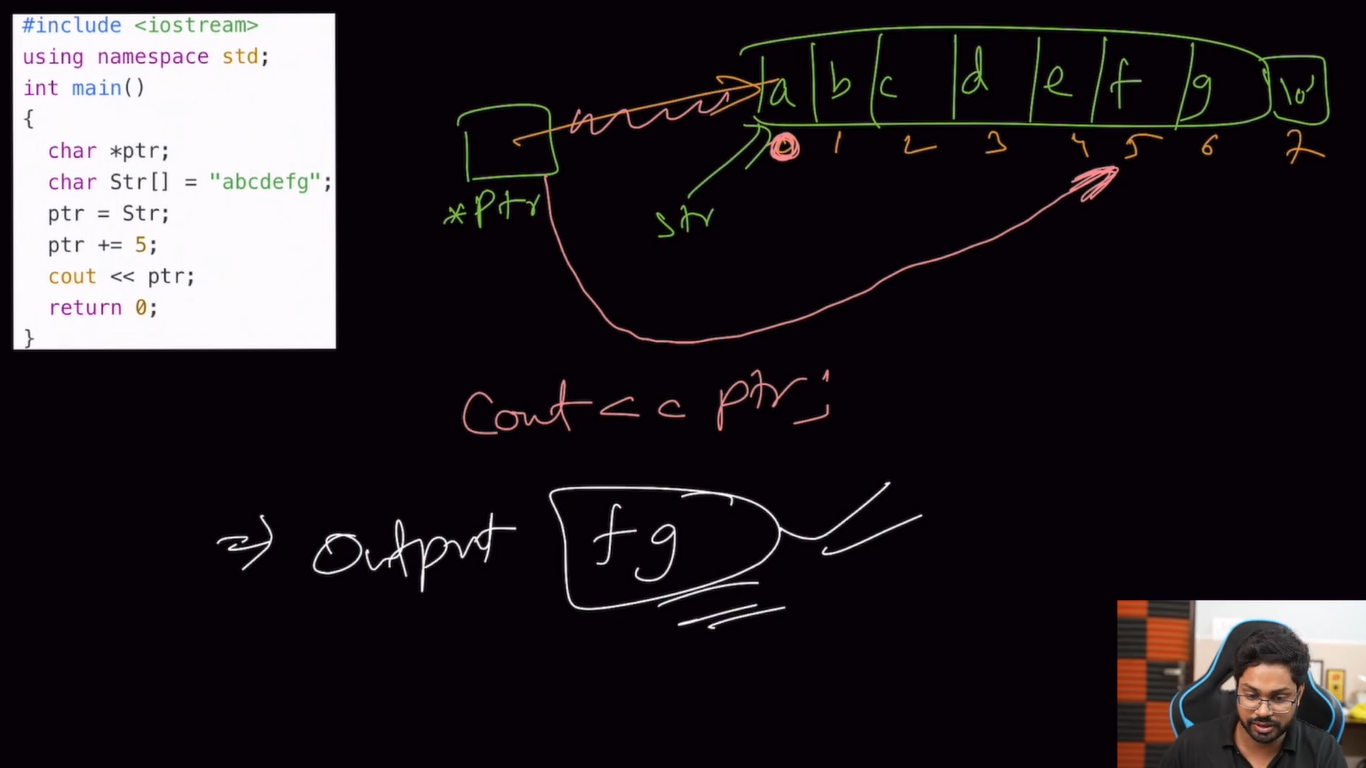 #include <iostream>
using namespace std;
int main()
{
char *ptr;
char Str[] = "abcdefg";
ptr = Str;
ptr += 5;
cout << ptr;
return 0;
}
a b c d e f g \0
0 1 2 3 4 5 6 7
*Ptr
str
Cout << ptr;
=> Output fg